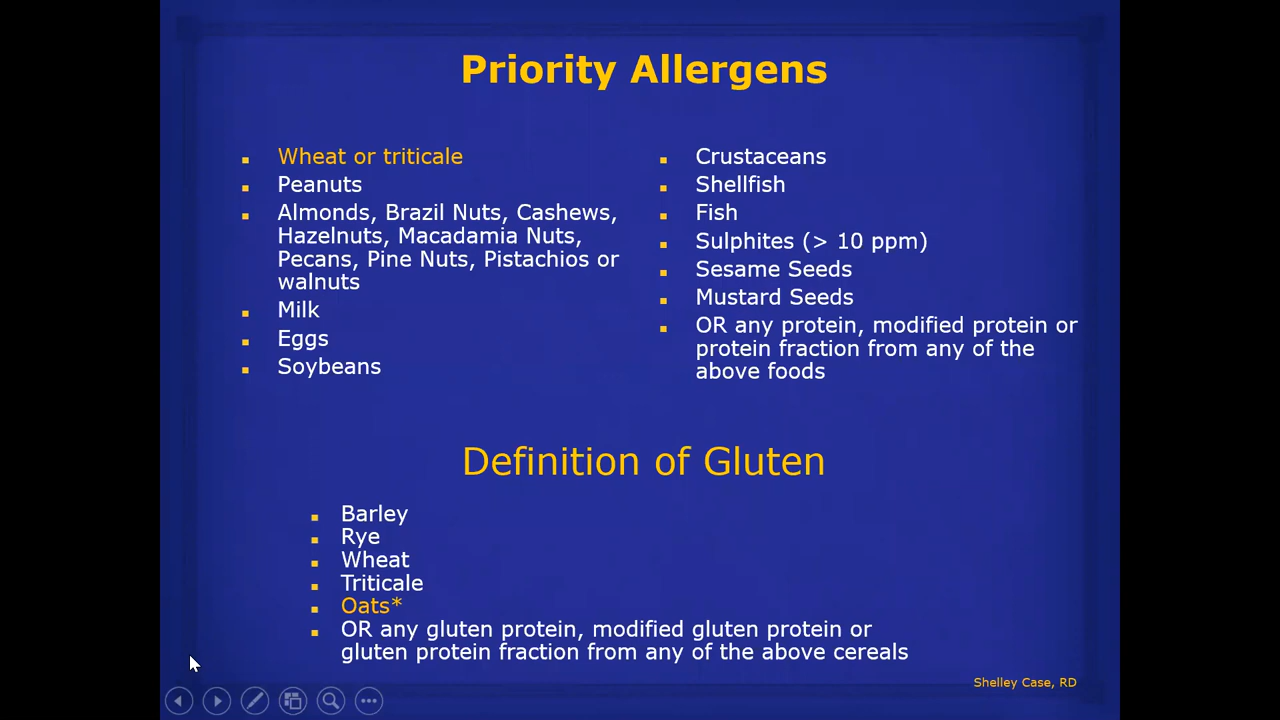 Priority Allergens
Wheat or triticale
Peanuts
Almonds, Brazil Nuts, Cashews,
Hazelnuts, Macadamia Nuts,
Pecans, Pine Nuts, Pistachios or
walnuts
Milk
Eggs
Soybeans
Crustaceans
Shellfish
Fish
Sulphites (> 10 ppm)
Sesame Seeds
Mustard Seeds
OR any protein, modified protein or
protein fraction from any of the
above foods
Definition of Gluten
Barley
Rye
Wheat
Triticale
Oats*
OR any gluten protein, modified gluten protein or
gluten protein fraction from any of the above cereals
Shelley Case, RD